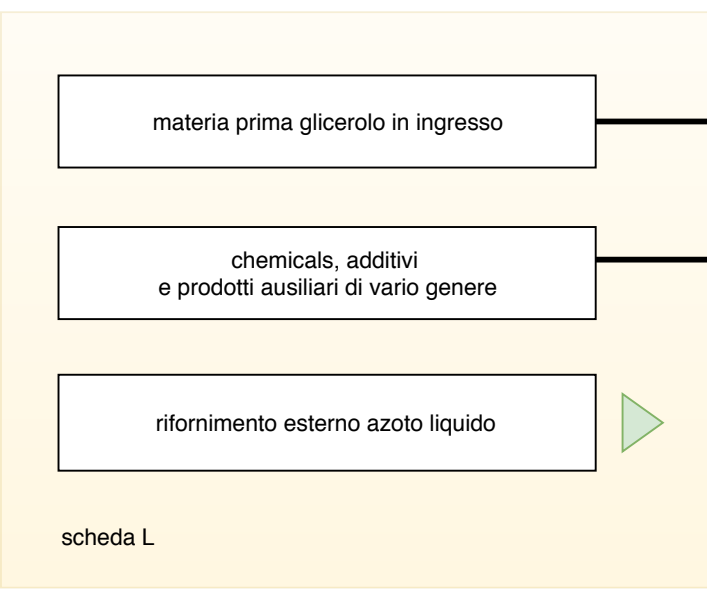 materia prima glicerolo in ingresso
chemicals, additivi
e prodotti ausiliari di vario genere
rifornimento esterno azoto liquido
scheda L